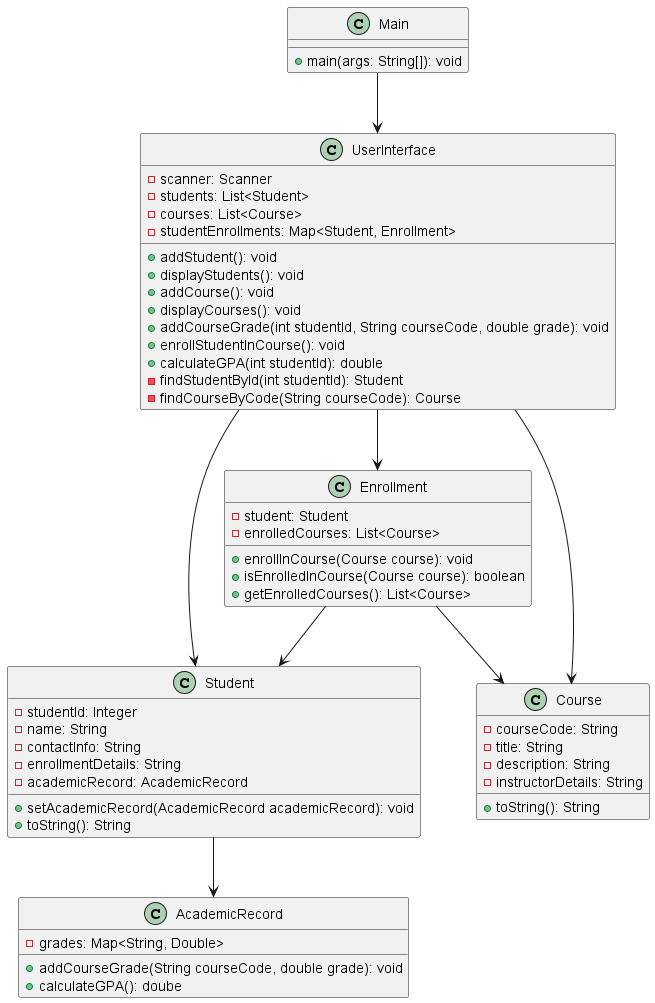 C Main
main(args: String[]): void
C UserInterface
scanner: Scanner
students: List<Student>
courses: List<Course>
studentEnrollments: Map<Student, Enrollment>
addStudent(): void
displayStudents(): void
addCourse(): void
displayCourses(): void
addCourseGrade(int studentId, String courseCode, double grade): void
enrollStudentInCourse(): void
calculateGPA(int studentId): double
findStudentById(int studentId): Student
findCourseByCode(String courseCode): Course
C Enrollment
student: Student
enrolledCourses: List<Course>
enrollInCourse(Course course): void
isEnrolledInCourse(Course course): boolean
getEnrolledCourses(): List<Course>
C Student
studentId: Integer
name: String
contactInfo: String
enrollmentDetails: String
academicRecord: AcademicRecord
setAcademicRecord(AcademicRecord academicRecord): void
toString(): String
C Course
courseCode: String
title: String
description: String
instructorDetails: String
toString(): String
C AcademicRecord
grades: Map<String, Double>
addCourseGrade(String courseCode, double grade): void
calculateGPA(): doube